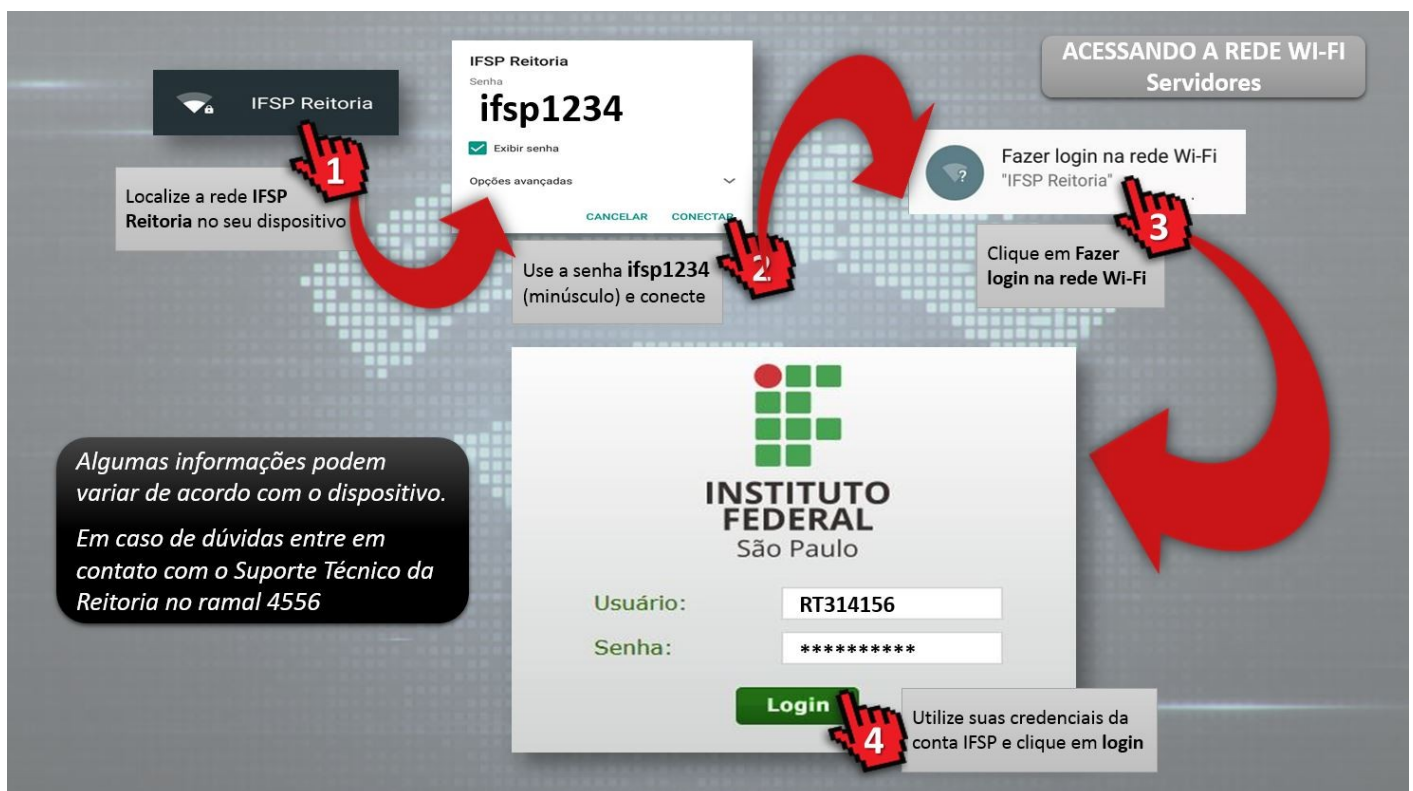 ACESSANDO A REDE WI-FI
Servidores
IFSP Reitoria
1
Localize a rede IFSP
Reitoria no seu dispositivo
IFSP Reitoria
Senha
ifsp1234
Exibir senha
Opções avançadas
CANCELAR CONECTAR
2
Use a senha ifsp1234
(minúsculo) e conecte
?
Fazer login na rede Wi-Fi
"IFSP Reitoria"
3
Clique em Fazer
login na rede Wi-Fi
Algumas informações podem
variar de acordo com o dispositivo.
Em caso de dúvidas entre em
contato com o Suporte Técnico da
Reitoria no ramal 4556
INSTITUTO
FEDERAL
São Paulo
Usuário: RT314156
Senha: **********
Login
4
Utilize suas credenciais da
conta IFSP e clique em login